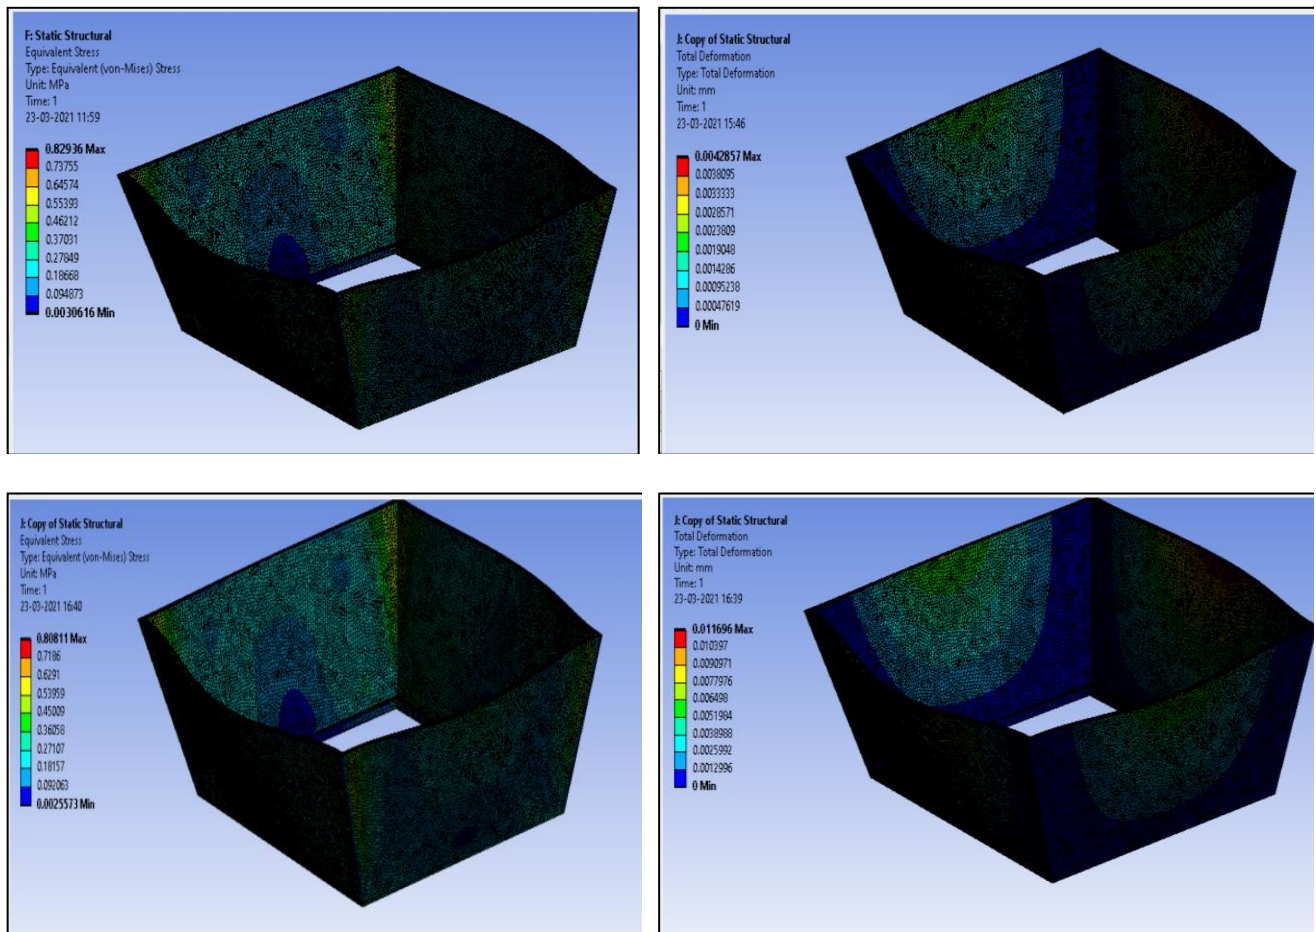 F: Static Structural
Equivalent Stress
Type: Equivalent (von-Mises) Stress
Unit: MPa
Time: 1
23-03-2021 11:59
0.82936 Max
0.73755
0.64574
0.55393
0.46212
0.37031
0.27849
0.18668
0.094873
0.0030616 Min
J: Copy of Static Structural
Total Deformation
Type: Total Deformation
Unit: mm
Time: 1
23-03-2021 15:46
0.0042857 Max
0.0038095
0.0033333
0.0028571
0.0023809
0.0019048
0.0014286
0.00095238
0.00047619
0 Min
J: Copy of Static Structural
Equivalent Stress
Type: Equivalent (von-Mises) Stress
Unit: MPa
Time: 1
23-03-2021 16:40
0.80811 Max
0.7186
0.6291
0.53959
0.45009
0.36058
0.27107
0.18157
0.092063
0.0025573 Min
J: Copy of Static Structural
Total Deformation
Type: Total Deformation
Unit: mm
Time: 1
23-03-2021 16:39
0.011696 Max
0.010397
0.0090971
0.0077976
0.006498
0.0051984
0.0038988
0.0025992
0.0012996
0 Min